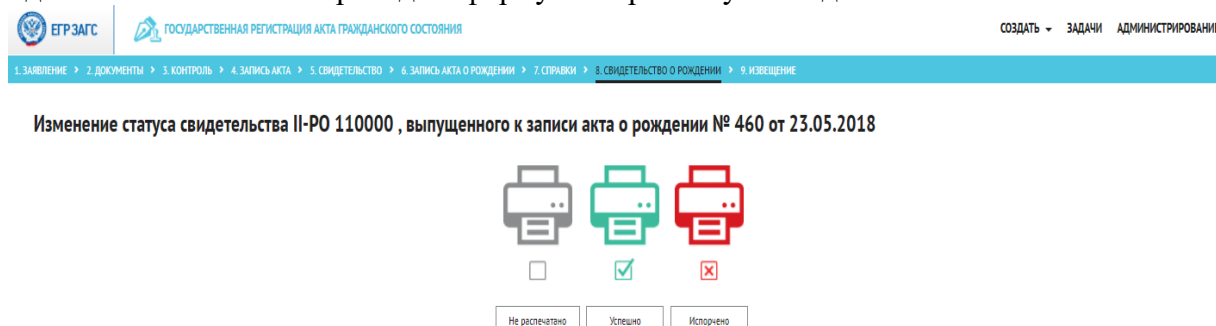 ЕГР ЗАГС
ГОСУДАРСТВЕННАЯ РЕГИСТРАЦИЯ АКТА ГРАЖДАНСКОГО СОСТОЯНИЯ
СОЗДАТЬ ЗАДАЧИ АДМИНИСТРИРОВАНИ
1. ЗАЯВЛЕНИЕ > 2. ДОКУМЕНТЫ > 3. КОНТРОЛЬ > 4. ЗАПИСЬ АКТА > 5. СВИДЕТЕЛЬСТВО > 6. ЗАПИСЬ АКТА О РОЖДЕНИИ > 7. СПРАВКИ > 8. СВИДЕТЕЛЬСТВО О РОЖДЕНИИ > 9. ИЗВЕЩЕНИЕ
Изменение статуса свидетельства II-РО 110000 , выпущенного к записи акта о рождении № 460 от 23.05.2018
Не распечатано Успешно Испорчено